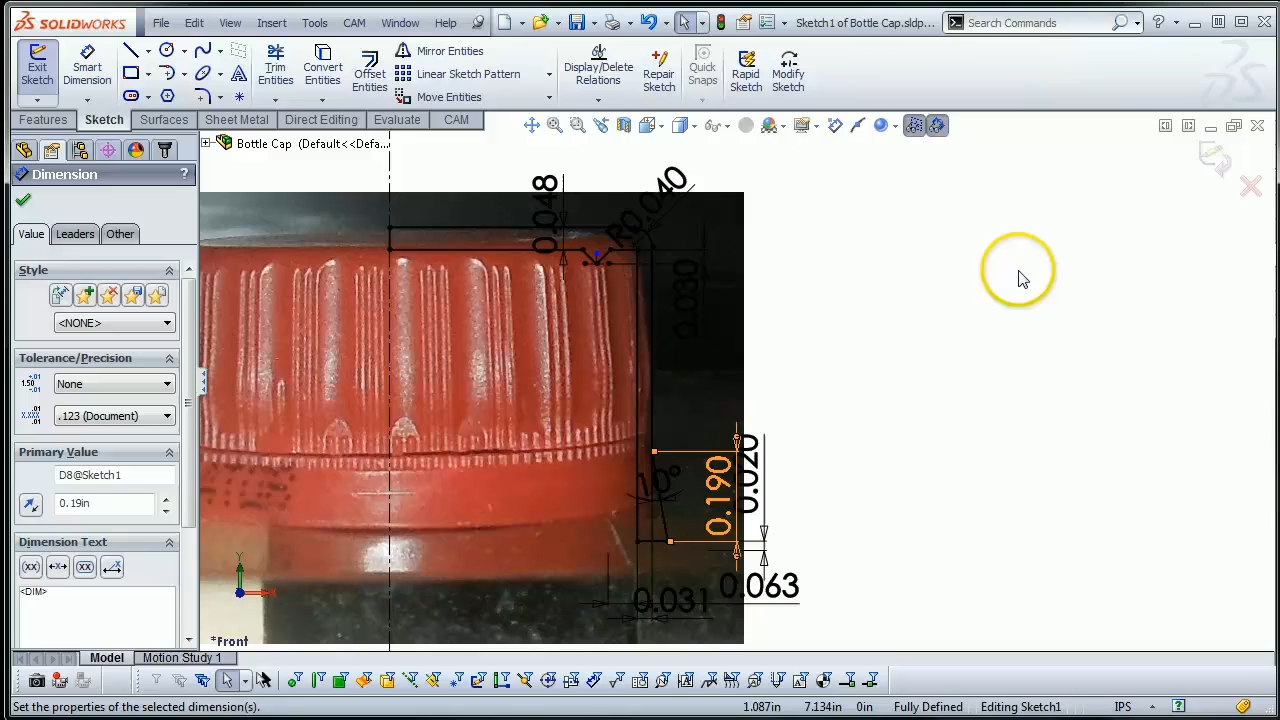 SOLIDWORKS
File Edit View Insert Tools CAM Window Help
Sketch1 of Bottle Cap.sldp...
Search Commands
Exit Sketch
Smart Dimension
Trim Entities
Convert Entities
Offset Entities
Mirror Entities
Linear Sketch Pattern
Move Entities
Display/Delete Relations
Repair Sketch
Quick Snaps
Rapid Sketch
Modify Sketch
Features Sketch Surfaces Sheet Metal Direct Editing Evaluate CAM
Bottle Cap (Default<<Defa...
Dimension ?
Value Leaders Other
Style
<NONE>
Tolerance/Precision
None
.123 (Document)
Primary Value
D8@Sketch1
0.19in
Dimension Text
<DIM>
0.048
R0.040
0.030
10°
0.190
0.020
0.063
0.031
Y
X
*Front
Model Motion Study 1
Set the properties of the selected dimension(s).
1.087in 7.134in 0in Fully Defined Editing Sketch1 IPS